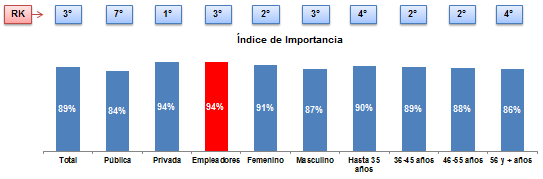 RK 3° 7° 1° 3° 2° 3° 4° 2° 2° 4°
Índice de Importancia
89% 84% 94% 94% 91% 87% 90% 89% 88% 86%
Total Pública Privada Empleadores Femenino Masculino Hasta 35 años 36-45 años 46-55 años 56 y + años